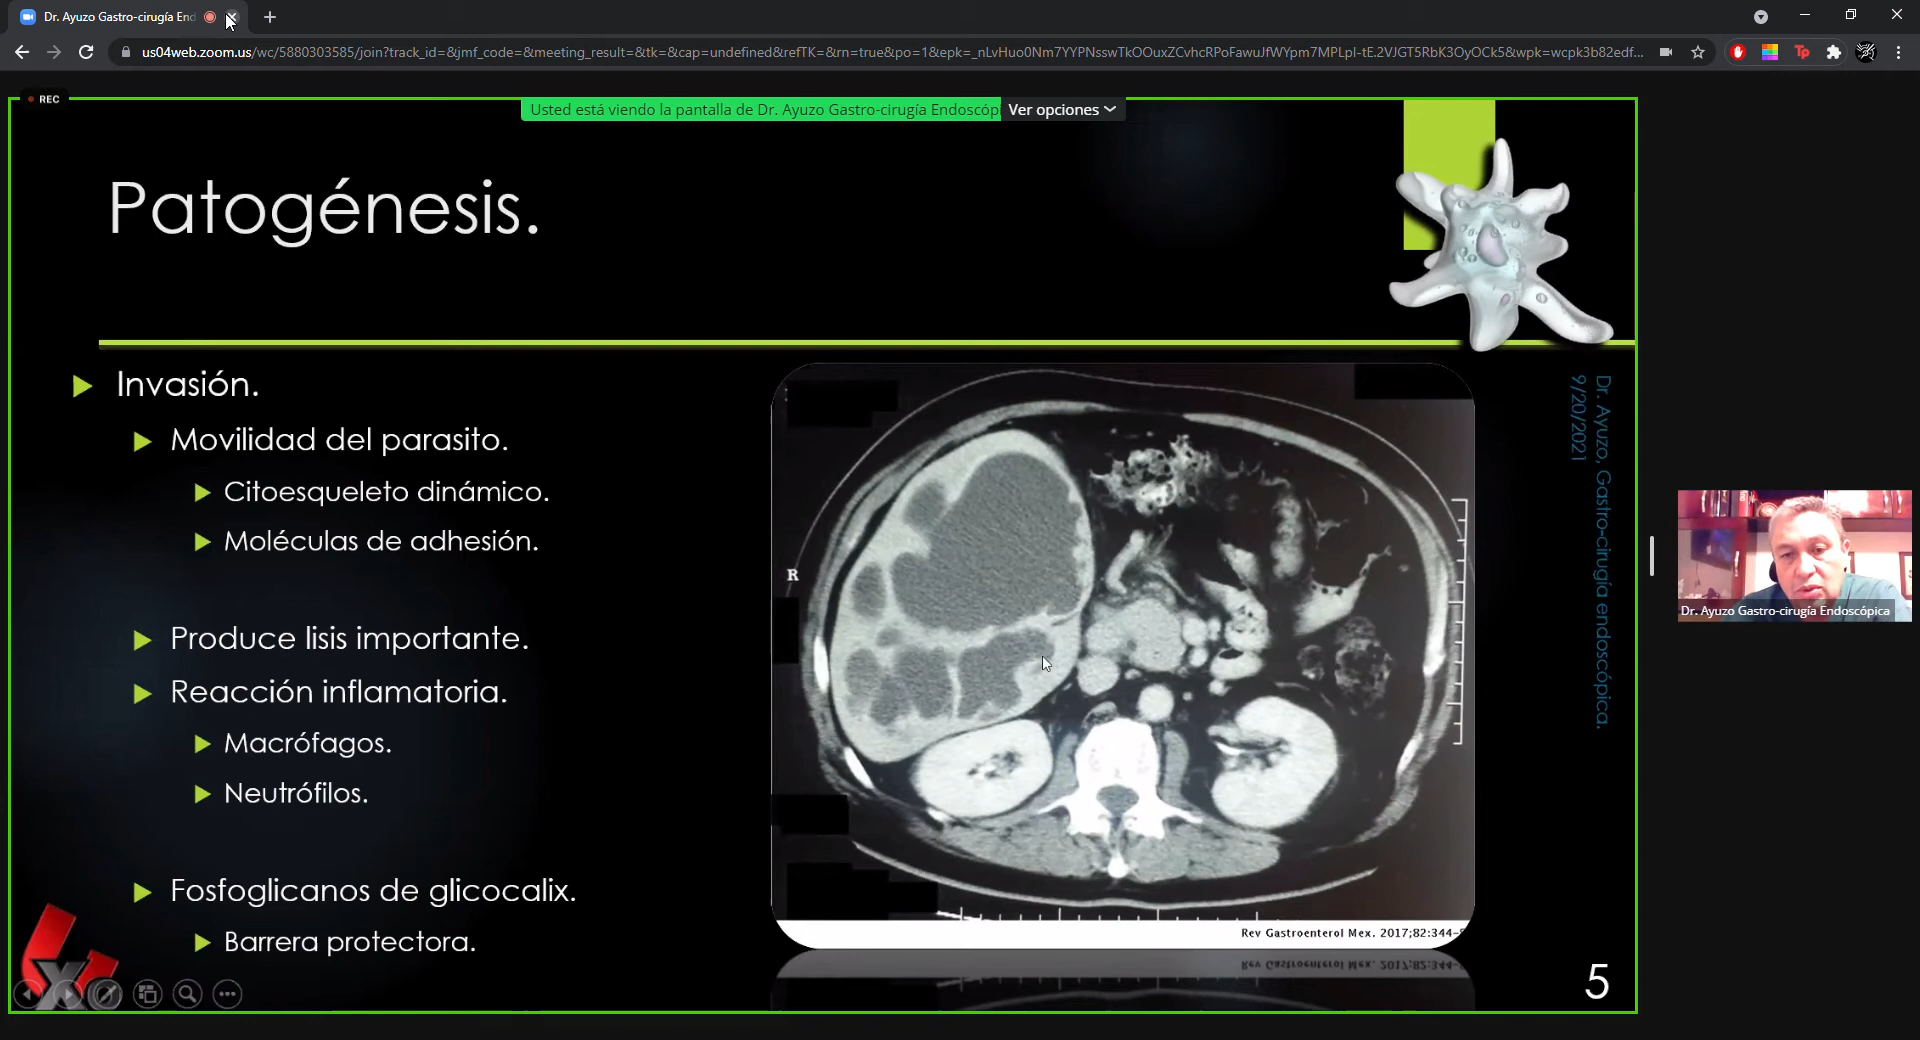 Dr. Ayuzo Gastro-cirugía End
us04web.zoom.us/wc/5880303585/join?track_id=&jmf_code=&meeting_result=&tk=&cap=undefined&refTK=&rn=true&po=1&epk=_nLvHuo0Nm7YYPNsswTkOOuxZCvhcRPoFawuJfWYpm7MPLpI-tE.2VJGT5RbK3OyOCk5&wpk=wcpk3b82edf...
Tp
REC
Usted está viendo la pantalla de Dr. Ayuzo Gastro-cirugía Endoscópi
Ver opciones
Patogénesis.
Invasión.
Movilidad del parasito.
Citoesqueleto dinámico.
Moléculas de adhesión.
Produce lisis importante.
Reacción inflamatoria.
Macrófagos.
Neutrófilos.
Fosfoglicanos de glicocalix.
Barrera protectora.
R
Rev Gastroenterol Mex. 2017;82:344-
Dr. Ayuzo, Gastro-cirugía endoscópica.
9/20/2021
5
Dr. Ayuzo Gastro-cirugía Endoscópica